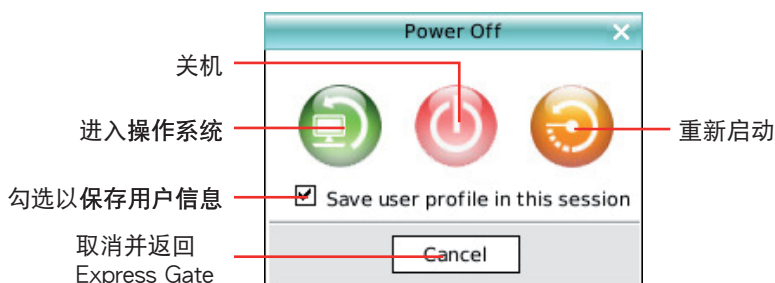 Power Off
关机
进入操作系统
重新启动
勾选以保存用户信息
Save user profile in this session
取消并返回
Express Gate
Cancel